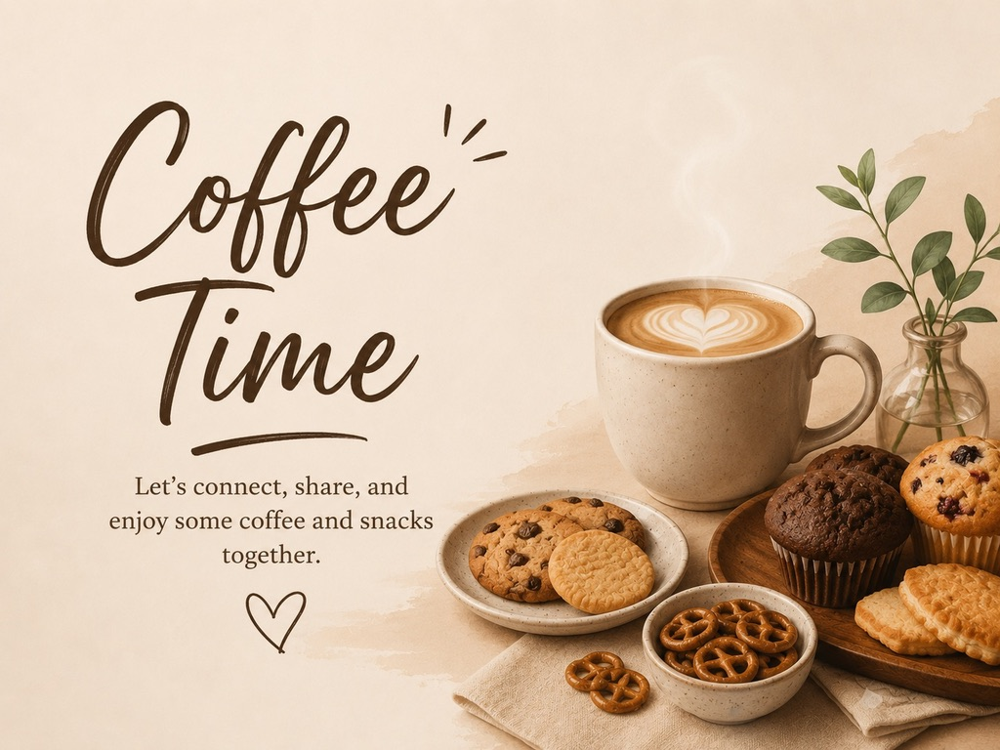 Coffee
Time
Let’s connect, share, and
enjoy some coffee and snacks
together.